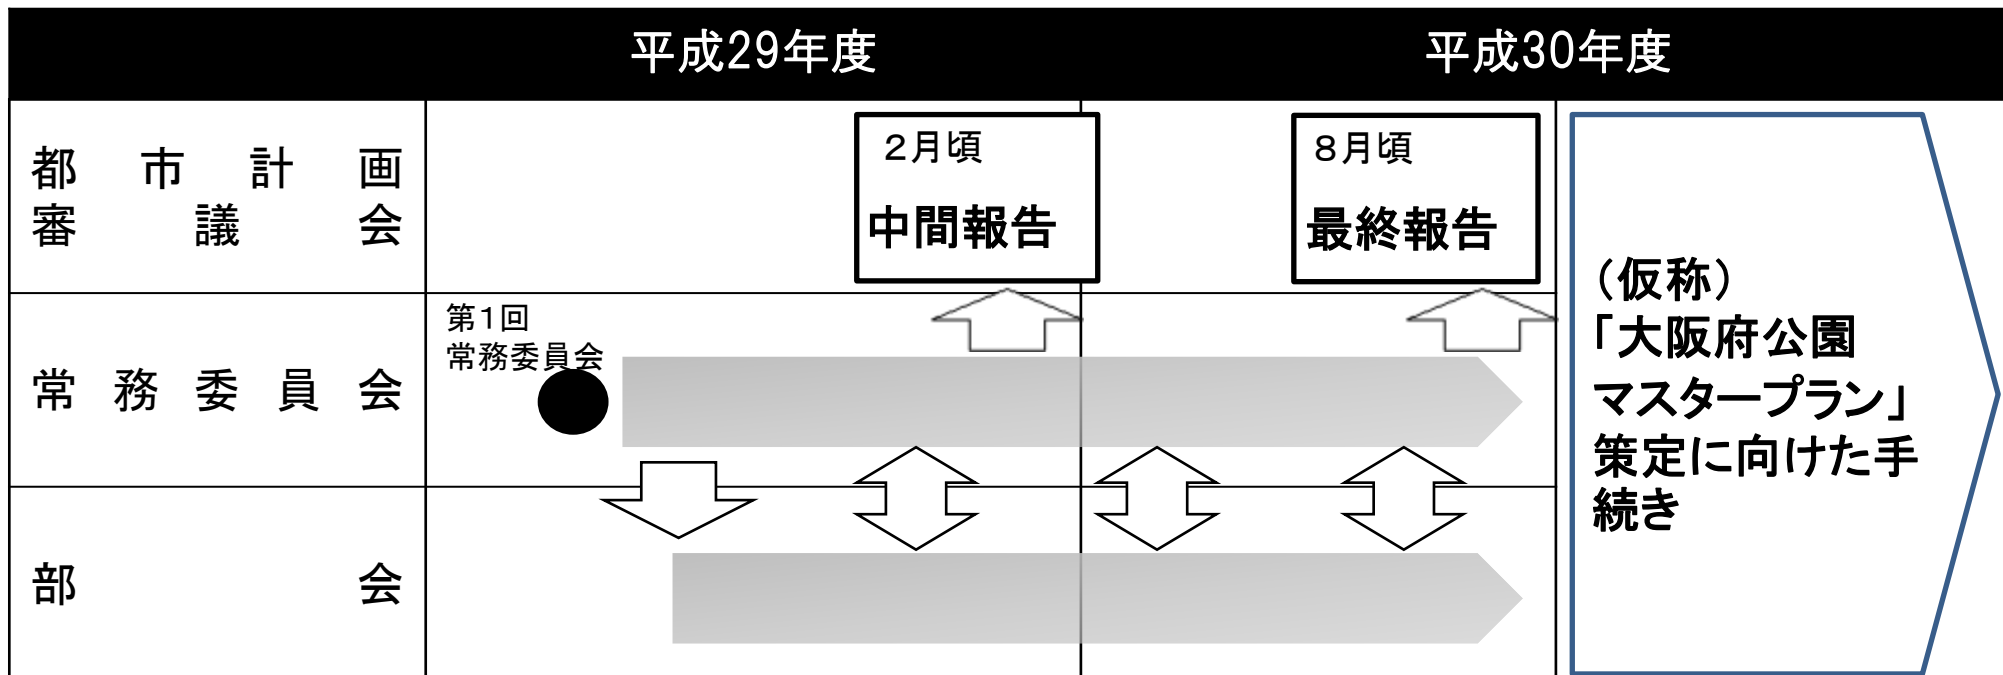 平成29年度
平成30年度
都市計画
審議会
2月頃
中間報告
8月頃
最終報告
(仮称)
「大阪府公園
マスタープラン」
策定に向けた手
続き
第1回
常務委員会
常務委員会
部会